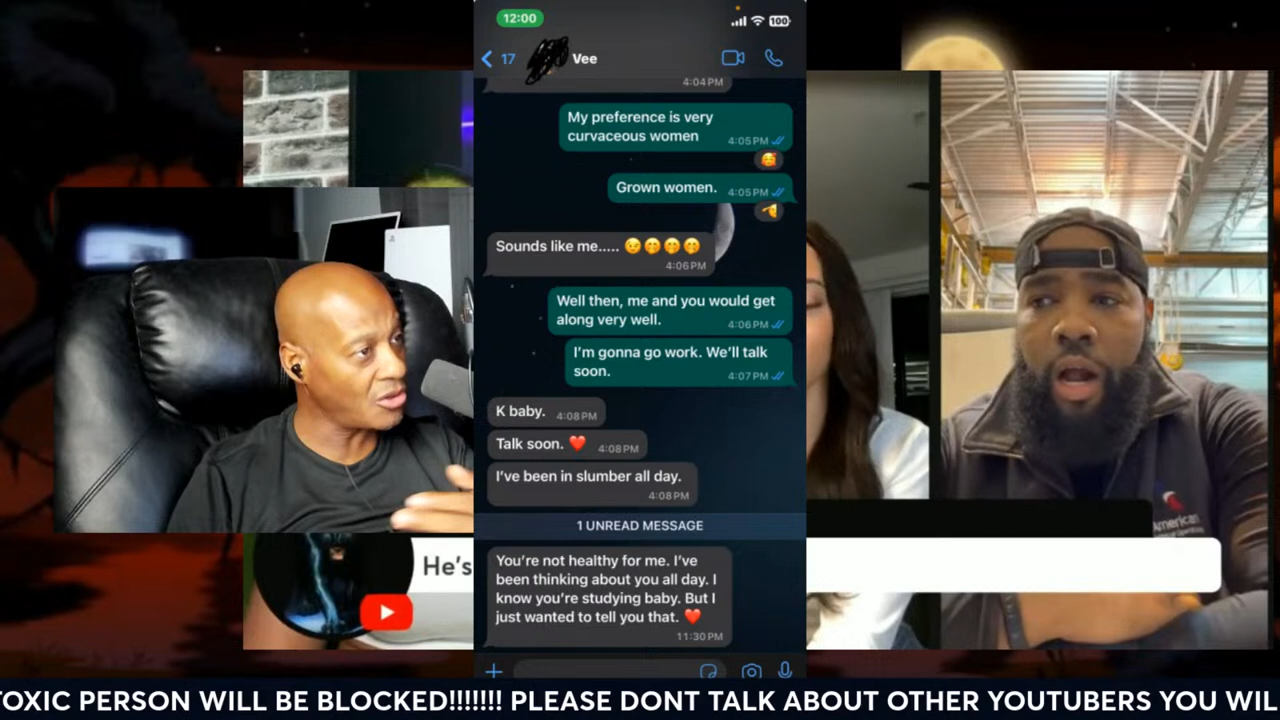 12:00
100
17
Vee
4:04 PM
My preference is very
curvaceous women
4:05 PM
Grown women.
4:05 PM
Sounds like me.....
4:06 PM
Well then, me and you would get
along very well.
4:06 PM
I'm gonna go work. We'll talk
soon.
4:07 PM
K baby.
4:08 PM
Talk soon.
4:08 PM
I've been in slumber all day.
4:08 PM
1 UNREAD MESSAGE
You're not healthy for me. I've
been thinking about you all day. I
know you're studying baby. But I
just wanted to tell you that.
11:30 PM
He's
American
OXIC PERSON WILL BE BLOCKED!!!!!!! PLEASE DONT TALK ABOUT OTHER YOUTUBERS YOU WIL